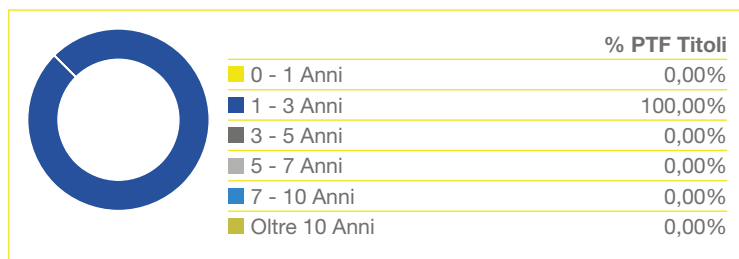 % PTF Titoli
0 - 1 Anni 0,00%
1 - 3 Anni 100,00%
3 - 5 Anni 0,00%
5 - 7 Anni 0,00%
7 - 10 Anni 0,00%
Oltre 10 Anni 0,00%